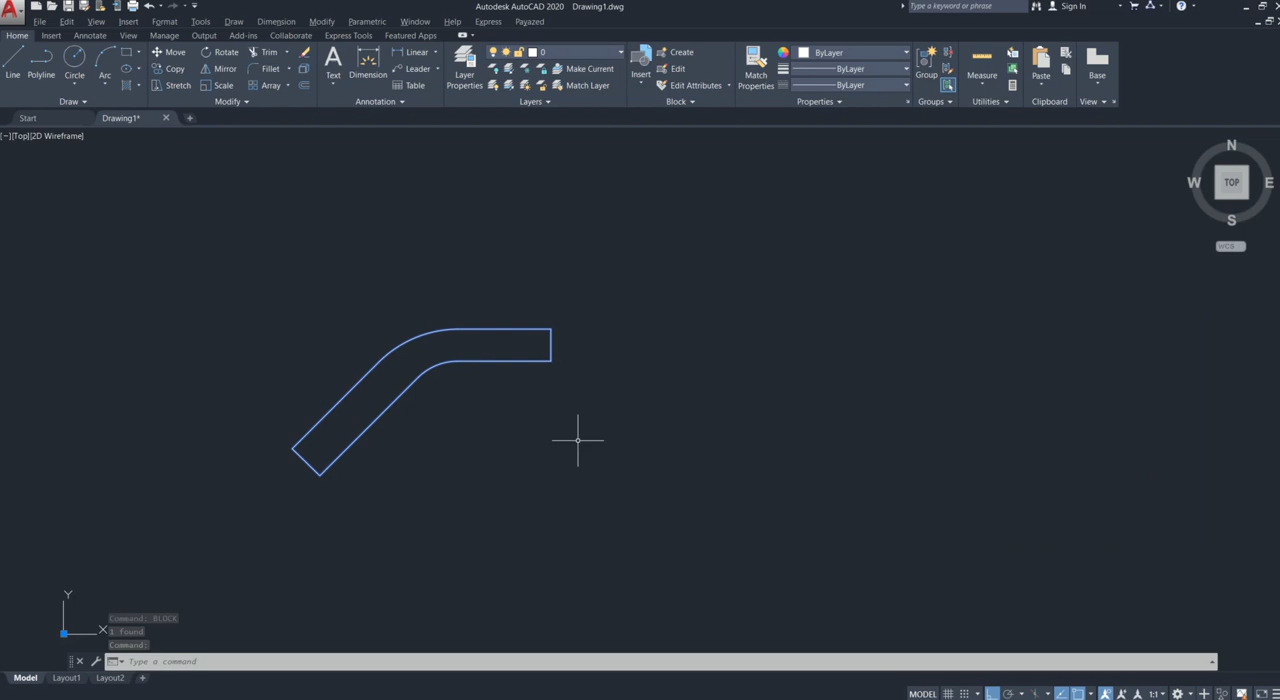 A Autodesk AutoCAD 2020 Drawing1.dwg Type a keyword or phrase Sign In
File Edit View Insert Format Tools Draw Dimension Modify Parametric Window Help Express Payzoed
Home Insert Annotate View Manage Output Add-ins Collaborate Express Tools Featured Apps
Move Rotate Trim Linear 0 Create ByLayer
Line Polyline Circle Arc Copy Mirror Fillet Text Dimension Leader Layer Properties Make Current Insert Edit Match Properties ByLayer Group Measure Paste Base
Stretch Scale Array Table Match Layer Edit Attributes ByLayer
Draw Modify Annotation Layers Block Properties Groups Utilities Clipboard View
Start Drawing1*
[−][Top][2D Wireframe]
N
W TOP E
S
WCS
Y
X
Command: BLOCK
1 found
Command:
Type a command
Model Layout1 Layout2
MODEL 1:1